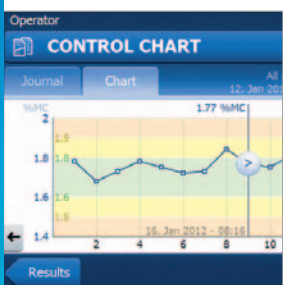 Operator
CONTROL CHART
Journal Chart All
12. Jan 201
%MC 1.77 %MC
2
1.9
1.8 1.8
1.6 1.6
1.5
1.4
16. Jan 2012 - 08:16
2 4 6 8 10
Results